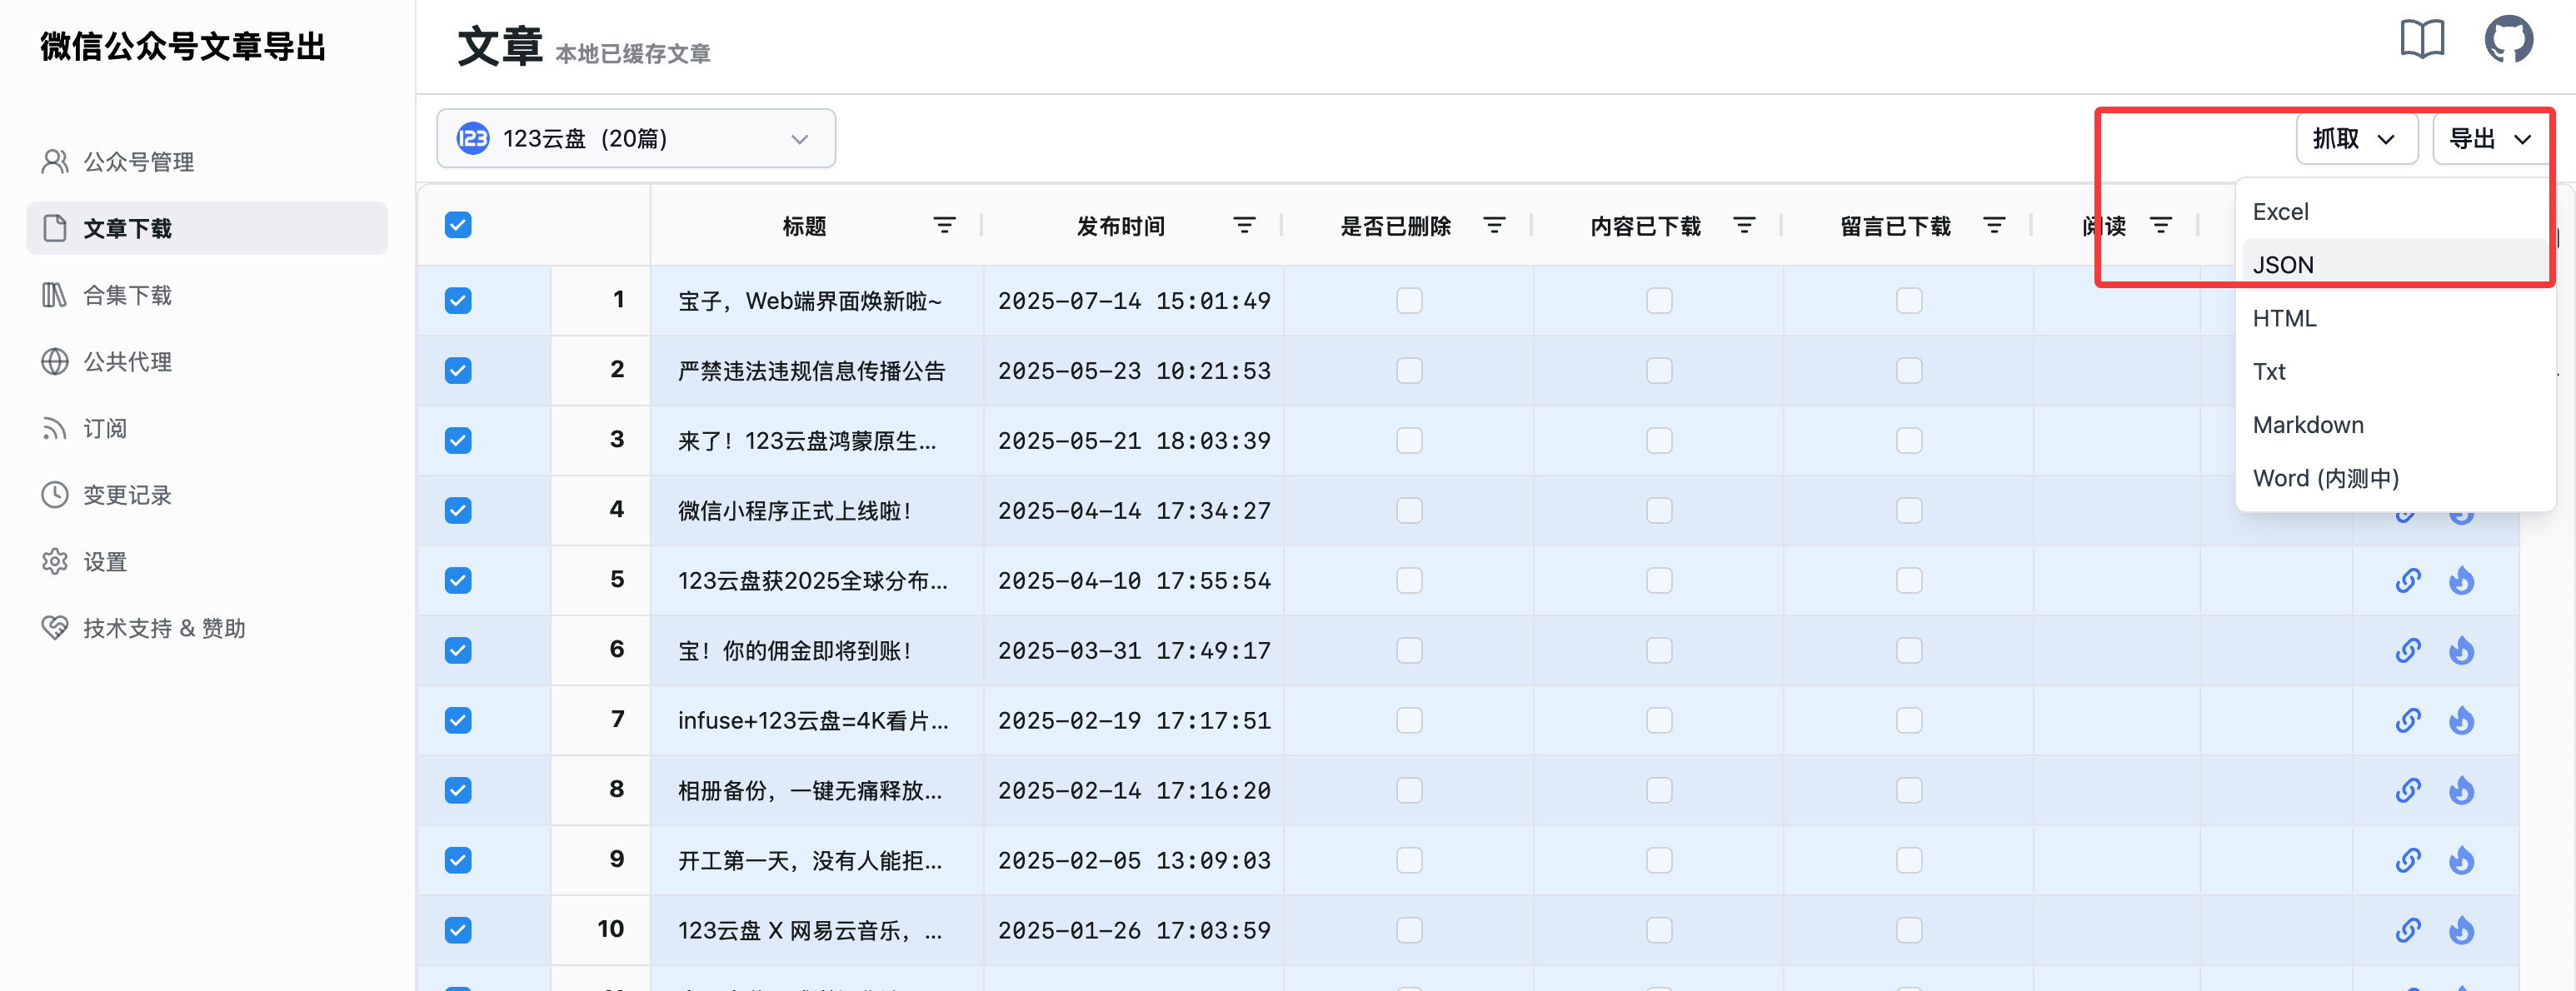 微信公众号文章导出
公众号管理
文章下载
合集下载
公共代理
订阅
变更记录
设置
技术支持 & 赞助
文章 本地已缓存文章
123 123云盘 (20篇)
抓取 导出
Excel
JSON
HTML
Txt
Markdown
Word (内测中)
标题 发布时间 是否已删除 内容已下载 留言已下载 阅读
1 宝子，Web端界面焕新啦~ 2025-07-14 15:01:49
2 严禁违法违规信息传播公告 2025-05-23 10:21:53
3 来了！123云盘鸿蒙原生... 2025-05-21 18:03:39
4 微信小程序正式上线啦！ 2025-04-14 17:34:27
5 123云盘获2025全球分布... 2025-04-10 17:55:54
6 宝！你的佣金即将到账！ 2025-03-31 17:49:17
7 infuse+123云盘=4K看片... 2025-02-19 17:17:51
8 相册备份，一键无痛释放... 2025-02-14 17:16:20
9 开工第一天，没有人能拒... 2025-02-05 13:09:03
10 123云盘 X 网易云音乐，... 2025-01-26 17:03:59